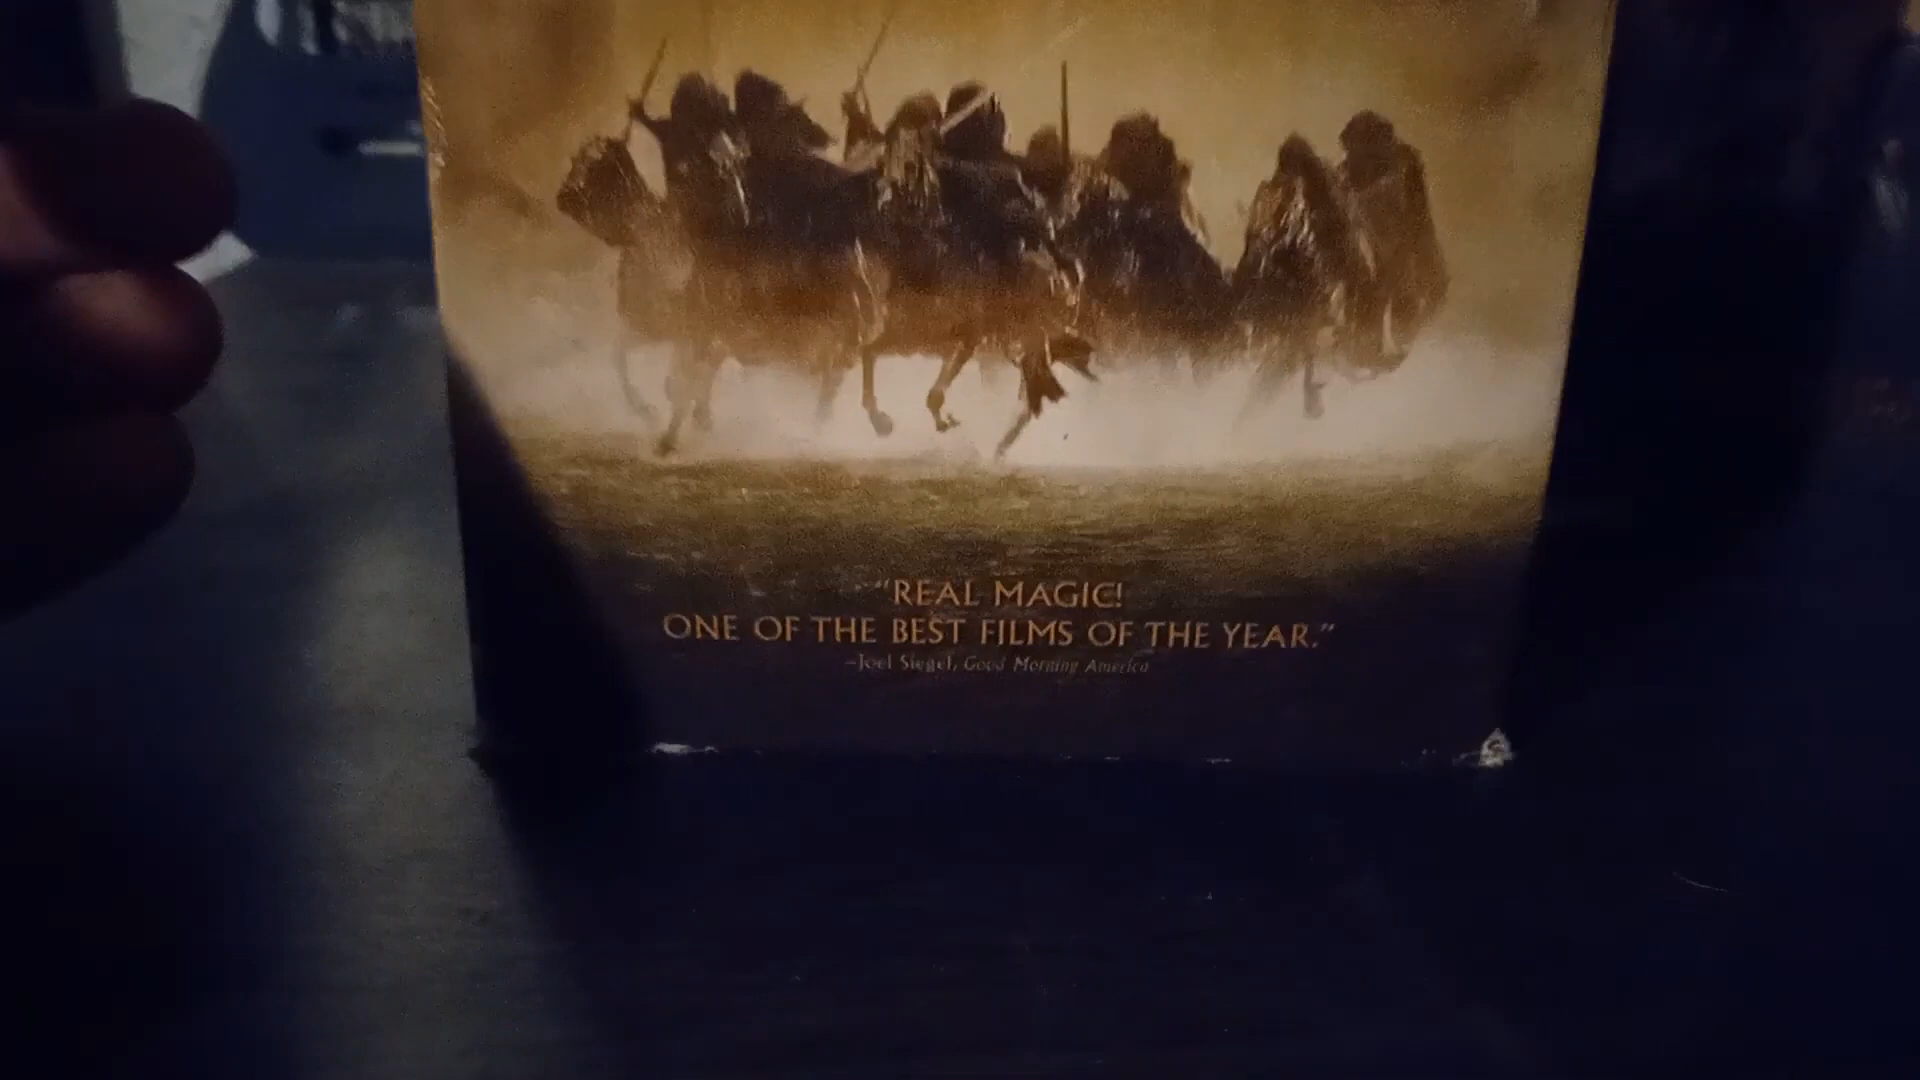 "REAL MAGIC!
ONE OF THE BEST FILMS OF THE YEAR."
–Joel Siegel, Good Morning America